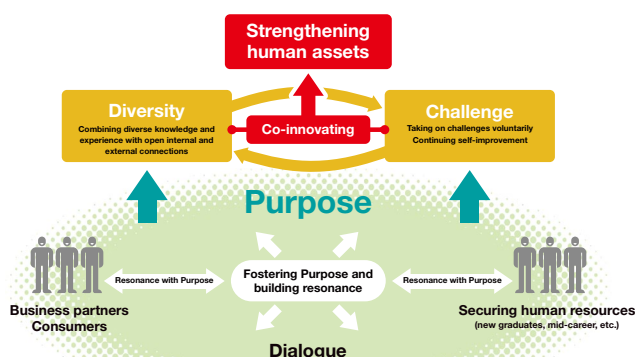 Strengthening
human assets
Diversity
Combining diverse knowledge and
experience with open internal and
external connections
Co-innovating
Challenge
Taking on challenges voluntarily
Continuing self-improvement
Purpose
Resonance with Purpose
Fostering Purpose and
building resonance
Resonance with Purpose
Business partners
Consumers
Securing human resources
(new graduates, mid-career, etc.)
Dialogue